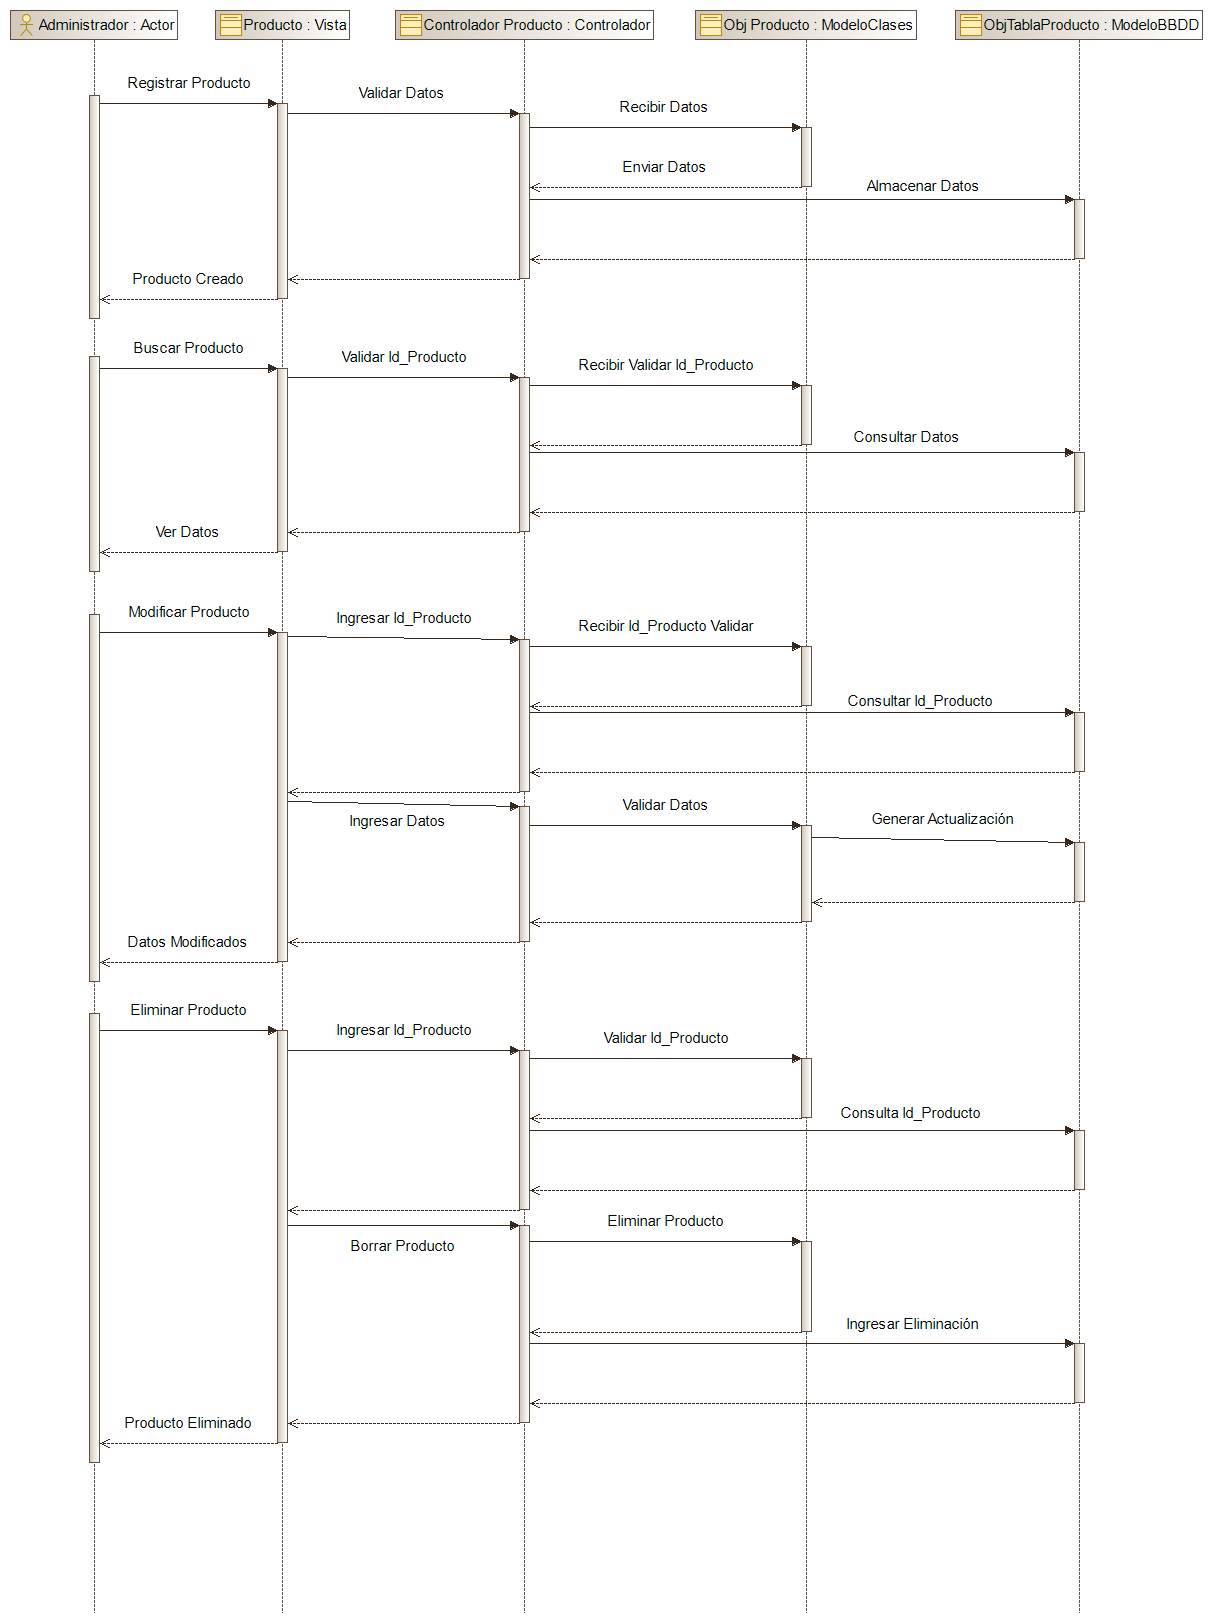 Administrador : Actor
Producto : Vista
Controlador Producto : Controlador
Obj Producto : ModeloClases
ObjTablaProducto : ModeloBBDD
Registrar Producto
Validar Datos
Recibir Datos
Enviar Datos
Almacenar Datos
Producto Creado
Buscar Producto
Validar Id_Producto
Recibir Validar Id_Producto
Consultar Datos
Ver Datos
Modificar Producto
Ingresar Id_Producto
Recibir Id_Producto Validar
Consultar Id_Producto
Validar Datos
Generar Actualización
Ingresar Datos
Datos Modificados
Eliminar Producto
Ingresar Id_Producto
Validar Id_Producto
Consulta Id_Producto
Eliminar Producto
Borrar Producto
Ingresar Eliminación
Producto Eliminado